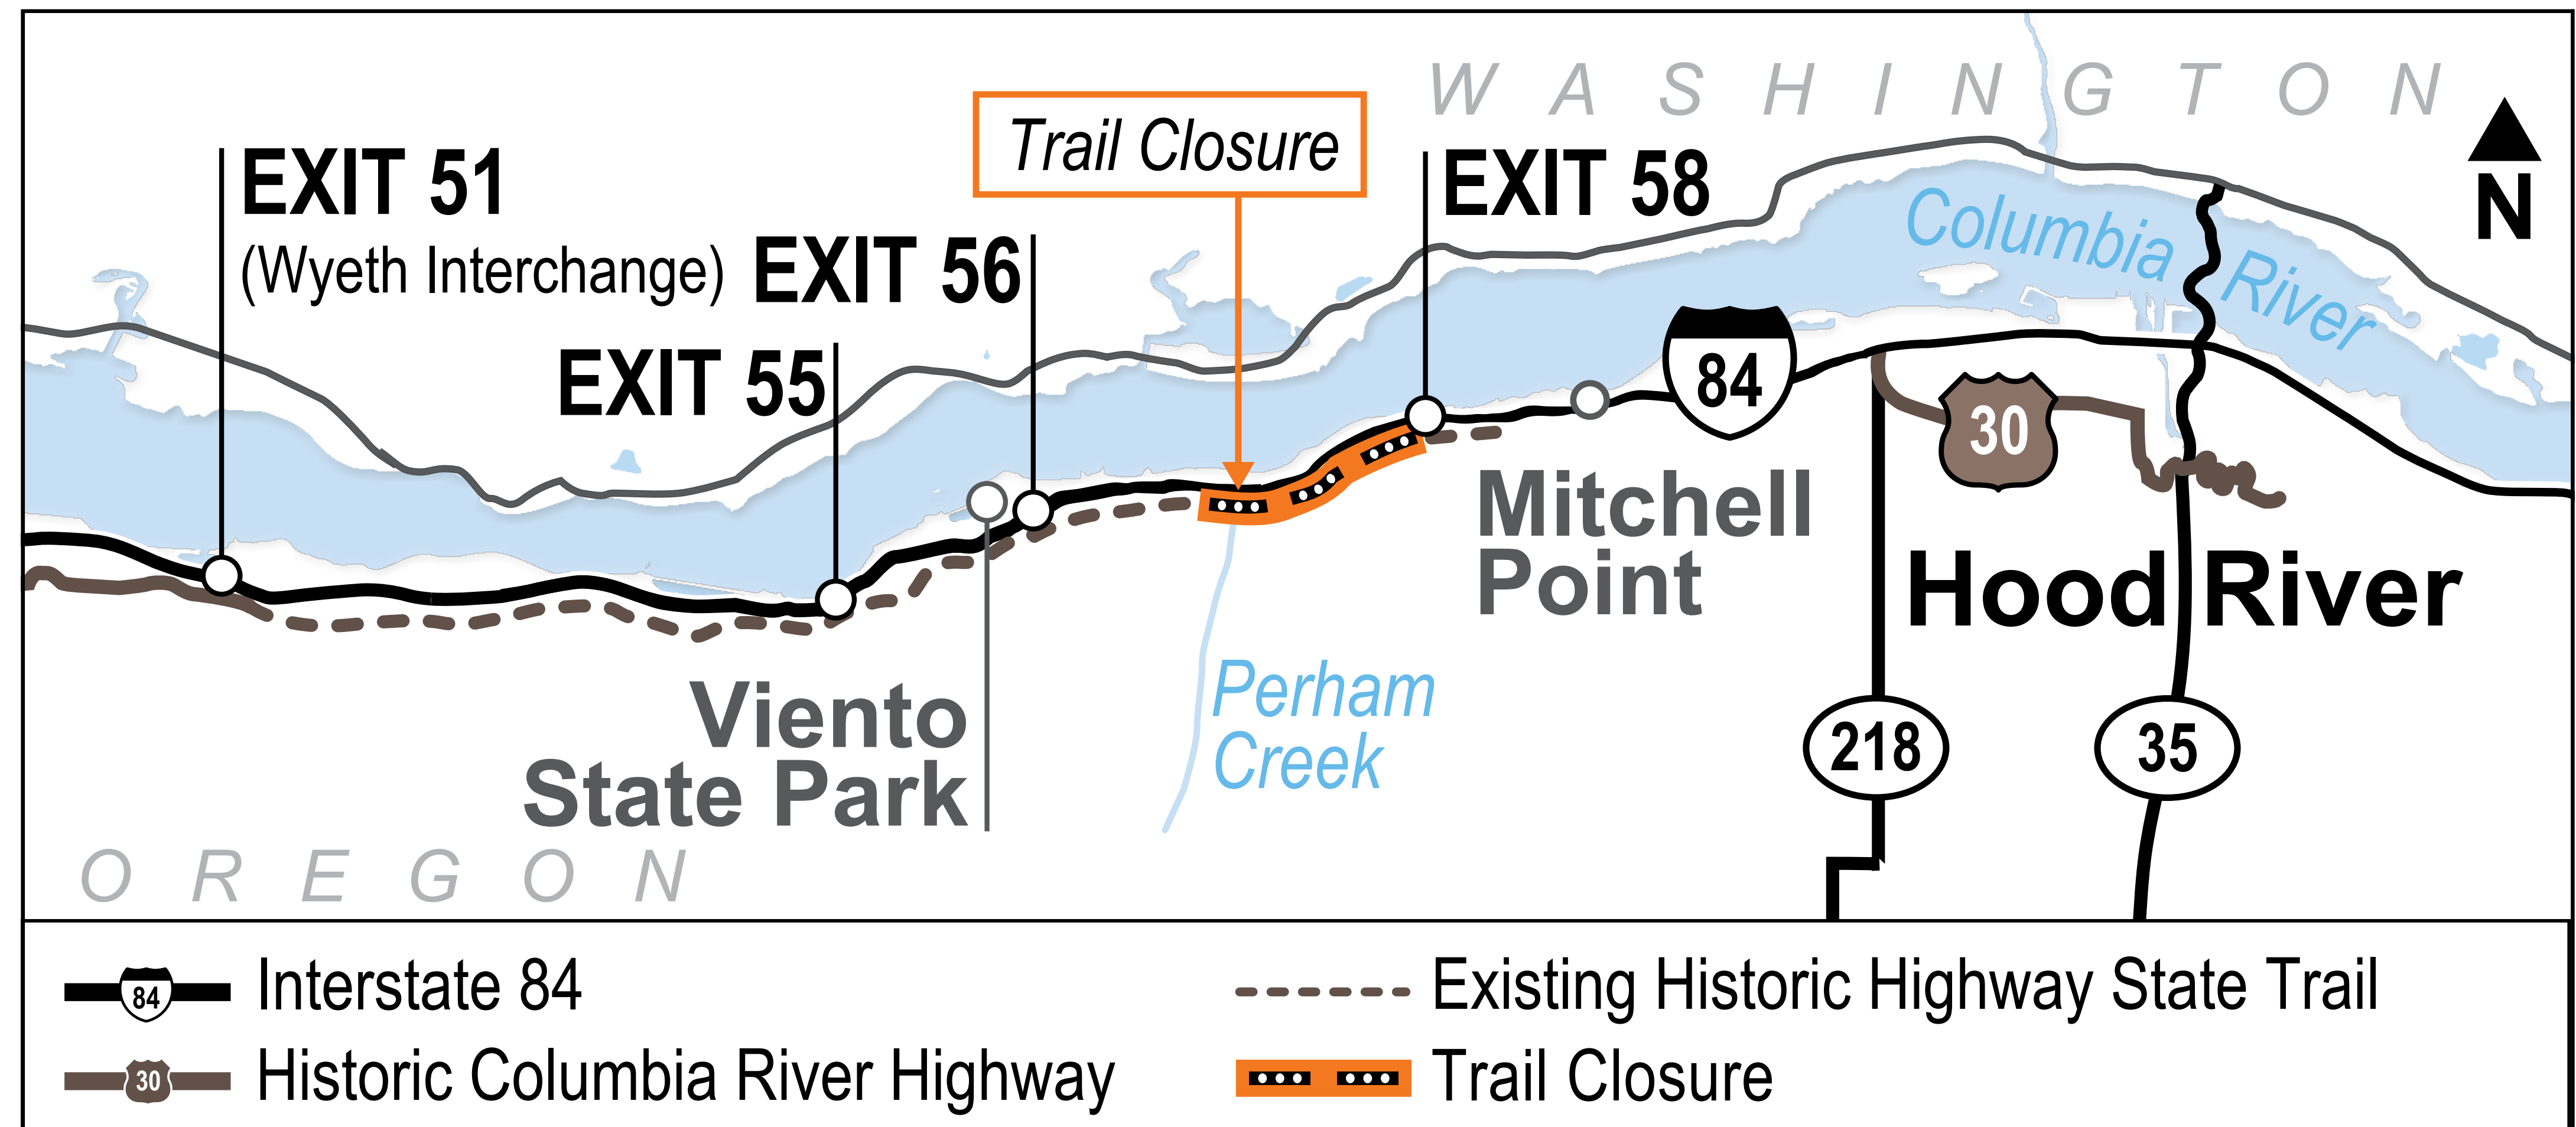 WASHINGTON
Trail Closure
N
EXIT 51
(Wyeth Interchange)
EXIT 56
EXIT 55
EXIT 58
Columbia River
84
30
Mitchell
Point
Hood River
Viento
State Park
Perham
Creek
218
35
OREGON
84 Interstate 84
30 Historic Columbia River Highway
Existing Historic Highway State Trail
Trail Closure